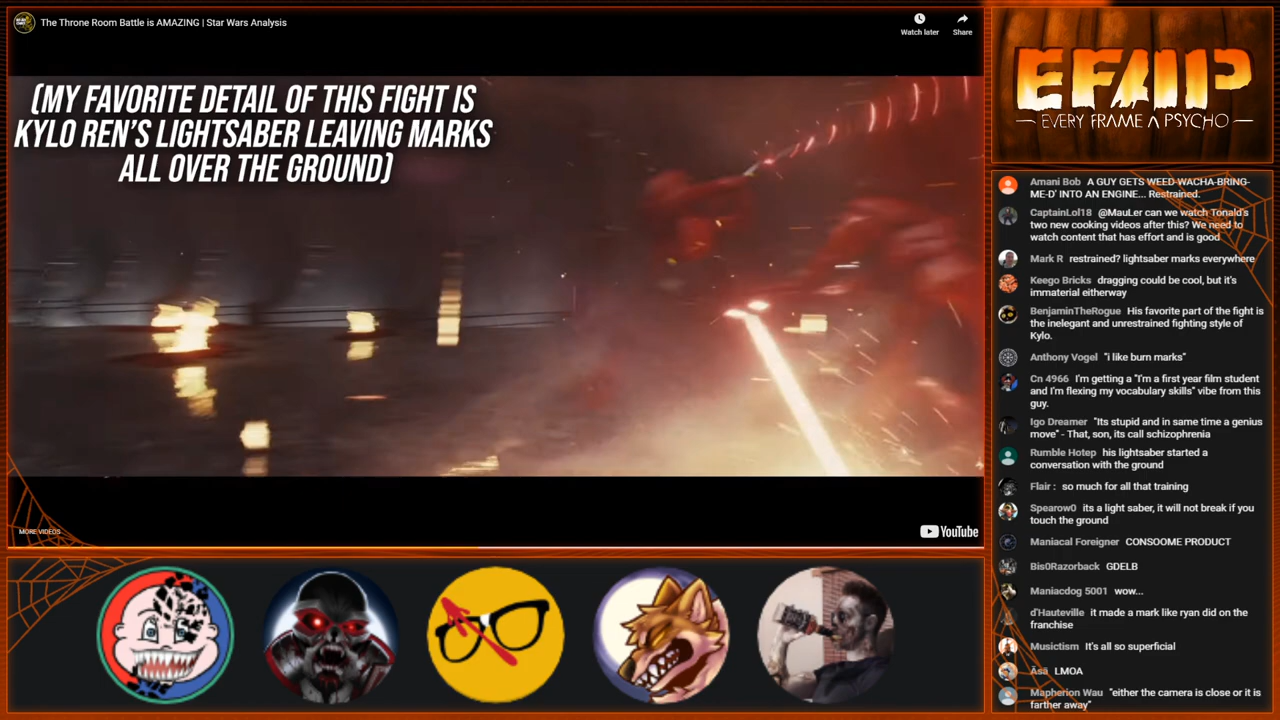 The Throne Room Battle is AMAZING | Star Wars Analysis
Watch later
Share
(MY FAVORITE DETAIL OF THIS FIGHT IS
KYLO REN'S LIGHTSABER LEAVING MARKS
ALL OVER THE GROUND)
MORE VIDEOS
YouTube
EFAP
EVERY FRAME A PSYCHO
Amani Bob A GUY GETS WEED-WACHA-BRING-
ME-D' INTO AN ENGINE... Restrained.
CaptainLol18 @MauLer can we watch Tonald's
two new cooking videos after this? We need to
watch content that has effort and is good
Mark R restrained? lightsaber marks everywhere
Keego Bricks dragging could be cool, but it's
immaterial eitherway
BenjaminTheRogue His favorite part of the fight is
the inelegant and unrestrained fighting style of
Kylo.
Anthony Vogel "i like burn marks"
Cn 4966 I'm getting a "I'm a first year film student
and I'm flexing my vocabulary skills" vibe from this
guy.
Igo Dreamer "Its stupid and in same time a genius
move" - That, son, its call schizophrenia
Rumble Hotep his lightsaber started a
conversation with the ground
Flair : so much for all that training
Spearow0 its a light saber, it will not break if you
touch the ground
Maniacal Foreigner CONSOOME PRODUCT
Bis0Razorback GDELB
Maniacdog 5001 wow...
d'Hauteville it made a mark like ryan did on the
franchise
Musictism It's all so superficial
Äsä LMOA
Mapherion Wau "either the camera is close or it is
farther away"